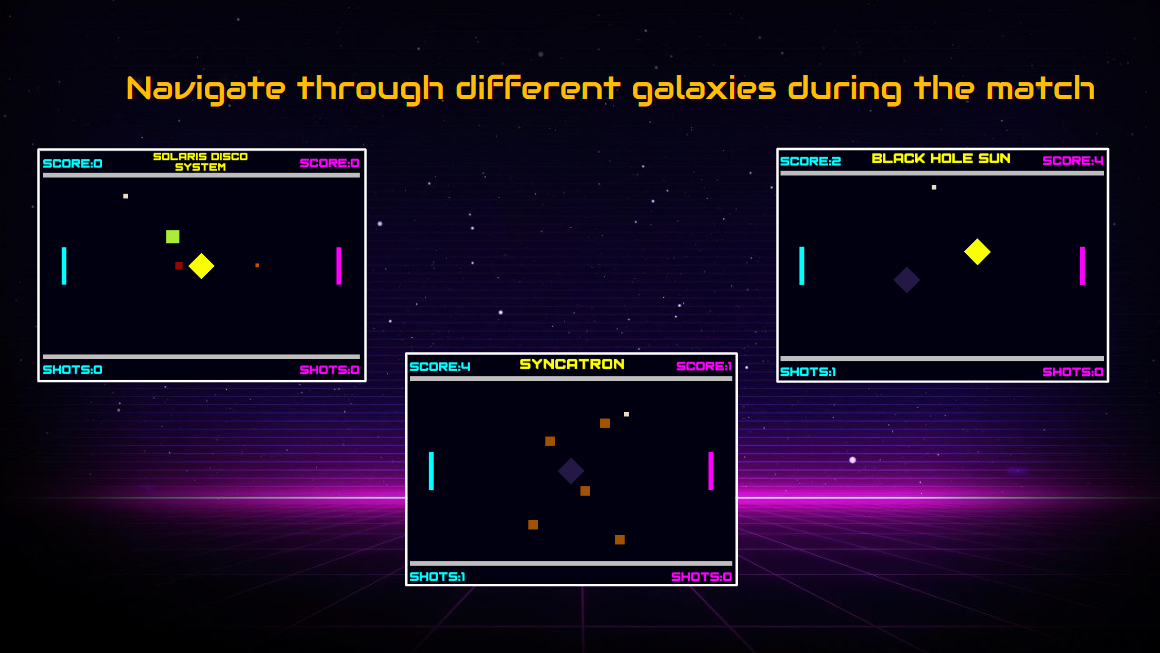 Navigate through different galaxies during the match
SCORE:0
SOLARIS DISCO
SYSTEM
SCORE:0
SHOTS:0
SHOTS:0
SCORE:2
BLACK HOLE SUN
SCORE:4
SHOTS:1
SHOTS:0
SCORE:4
SYNCATRON
SCORE:1
SHOTS:1
SHOTS:0